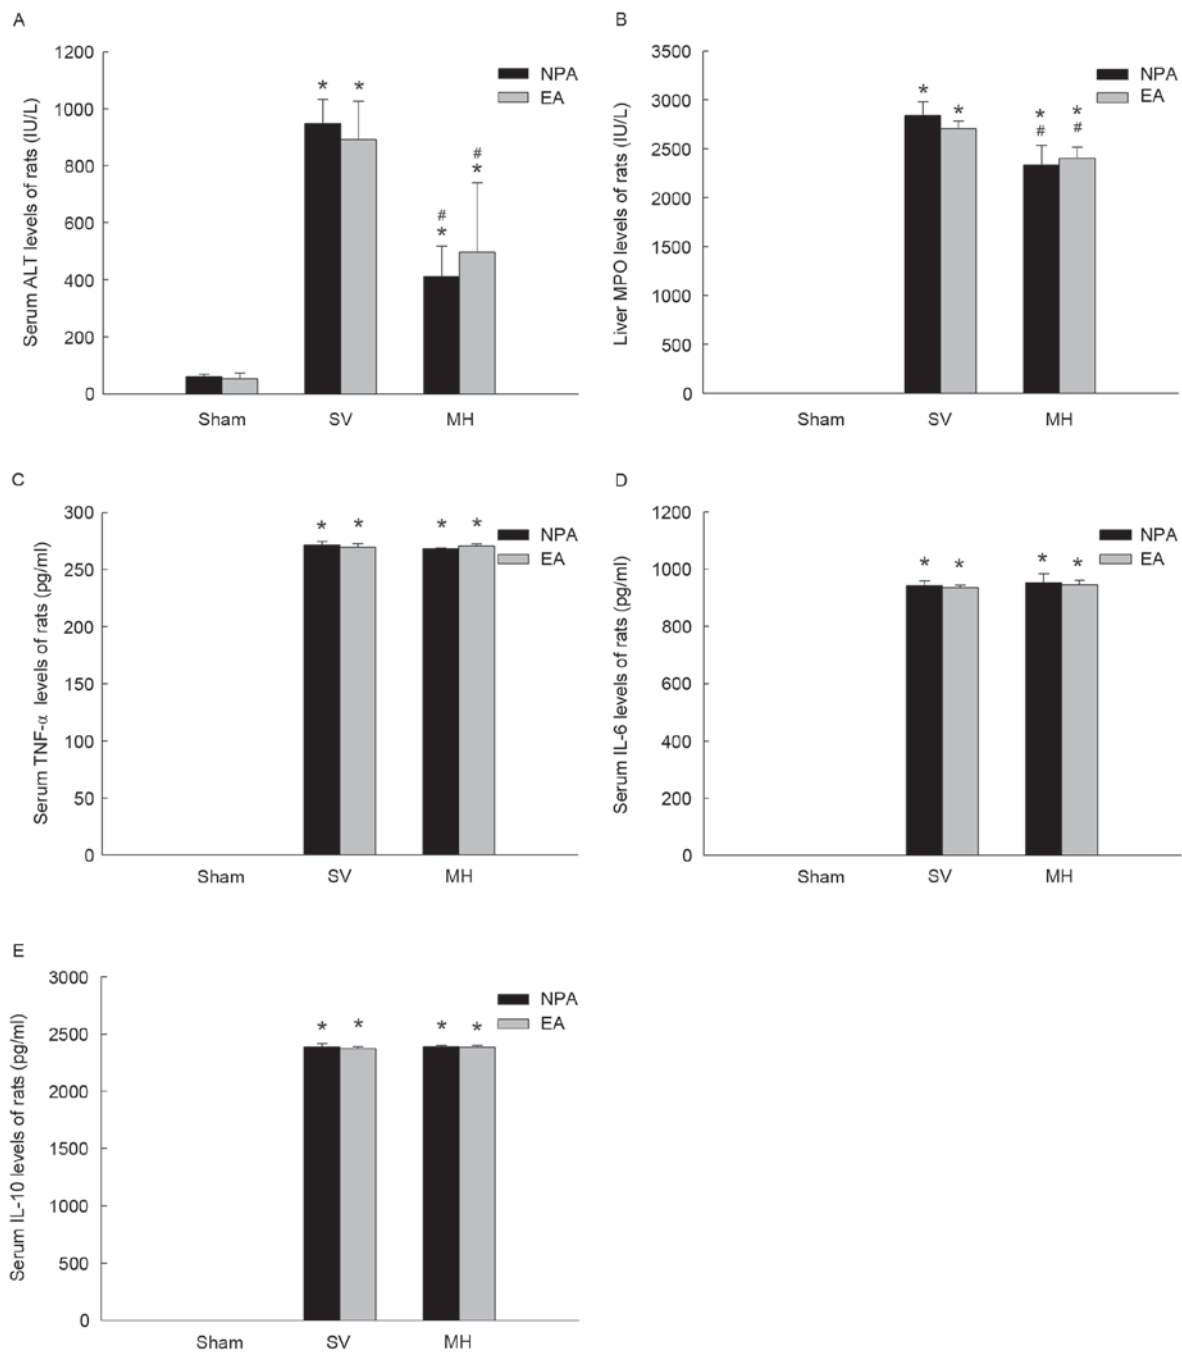 A
Serum ALT levels of rats (IU/L)
1200
1000
800
600
400
200
0
NPA
EA
* *
# #
* *
Sham SV MH
B
Liver MPO levels of rats (IU/L)
3500
3000
2500
2000
1500
1000
500
0
NPA
EA
* *
* *
# #
Sham SV MH
C
Serum TNF-α levels of rats (pg/ml)
300
250
200
150
100
50
0
NPA
EA
* * * *
Sham SV MH
D
Serum IL-6 levels of rats (pg/ml)
1200
1000
800
600
400
200
0
NPA
EA
* * * *
Sham SV MH
E
Serum IL-10 levels of rats (pg/ml)
3000
2500
2000
1500
1000
500
0
NPA
EA
* * * *
Sham SV MH